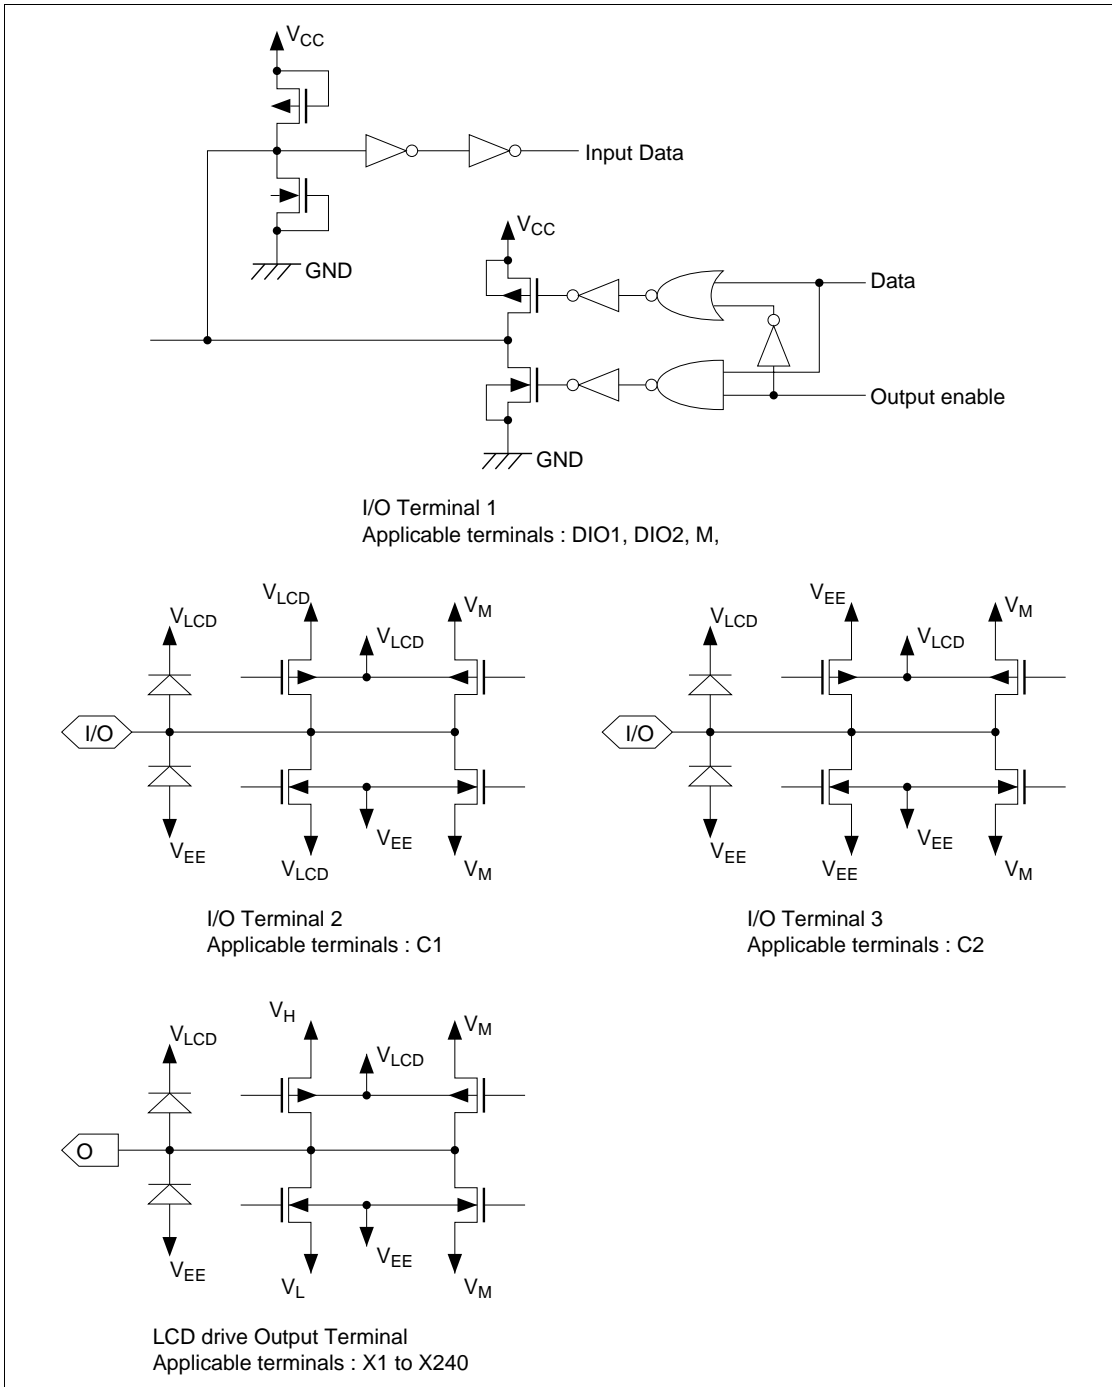 VCC
Input Data
GND
VCC
Data
Output enable
GND
I/O Terminal 1
Applicable terminals : DIO1, DIO2, M,
VLCD
VLCD
VM
VLCD
I/O
VEE
VLCD
VEE
VM
I/O Terminal 2
Applicable terminals : C1
VLCD
VEE
VM
VLCD
I/O
VEE
VEE
VEE
VM
I/O Terminal 3
Applicable terminals : C2
VLCD
VH
VM
VLCD
O
VEE
VL
VEE
VM
LCD drive Output Terminal
Applicable terminals : X1 to X240